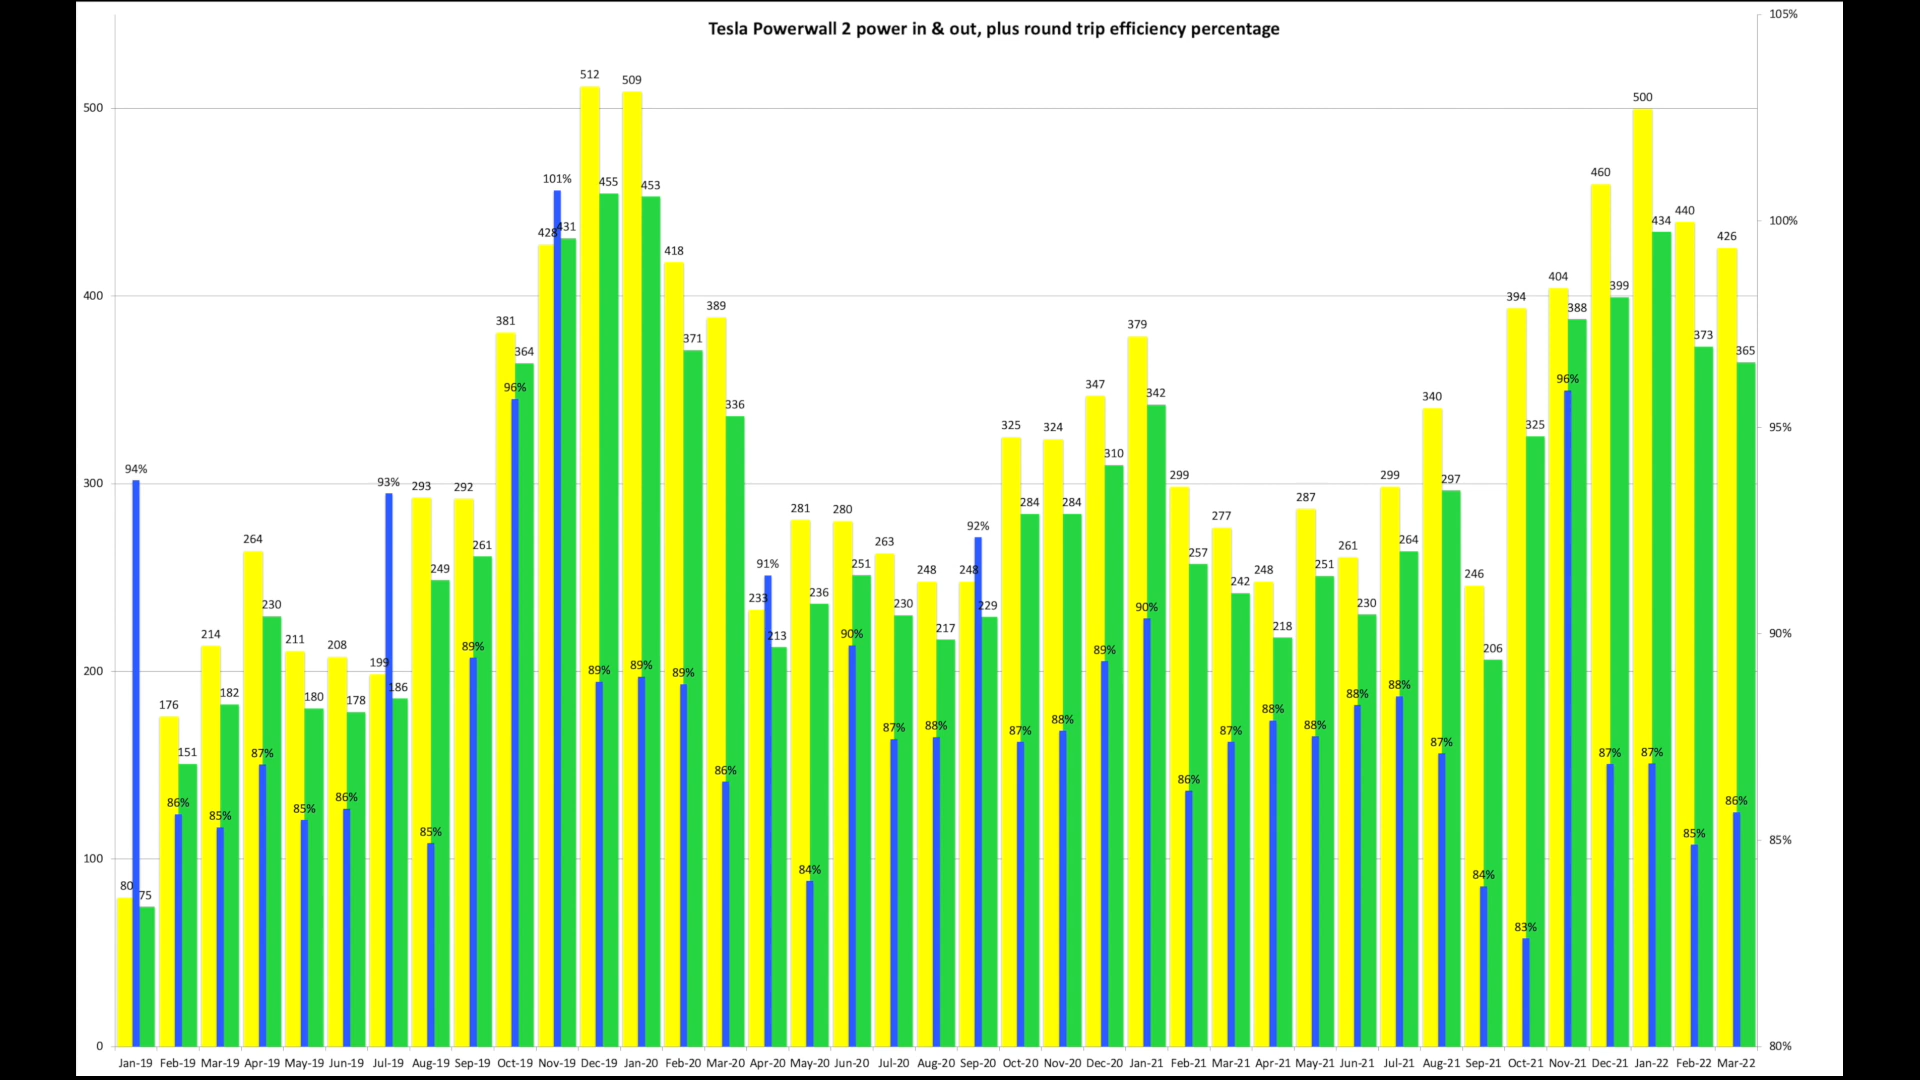 Tesla Powerwall 2 power in & out, plus round trip efficiency percentage
105%
100%
95%
90%
85%
80%
500
400
300
200
100
0
80 94% 75
176 86% 151
214 85% 182
264 87% 230
211 85% 180
208 86% 178
199 93% 186
293 85% 249
292 89% 261
381 96% 364
428 101% 431
512 89% 455
509 89% 453
418 89% 371
389 86% 336
233 91% 213
281 84% 236
280 90% 251
263 87% 230
248 88% 217
248 92% 229
325 87% 284
324 88% 284
347 89% 310
379 90% 342
299 86% 257
277 87% 242
248 88% 218
287 88% 251
261 88% 230
299 88% 264
340 87% 297
246 84% 206
394 83% 325
404 96% 388
460 87% 399
500 87% 434
440 85% 373
426 86% 365
Jan-19 Feb-19 Mar-19 Apr-19 May-19 Jun-19 Jul-19 Aug-19 Sep-19 Oct-19 Nov-19 Dec-19 Jan-20 Feb-20 Mar-20 Apr-20 May-20 Jun-20 Jul-20 Aug-20 Sep-20 Oct-20 Nov-20 Dec-20 Jan-21 Feb-21 Mar-21 Apr-21 May-21 Jun-21 Jul-21 Aug-21 Sep-21 Oct-21 Nov-21 Dec-21 Jan-22 Feb-22 Mar-22